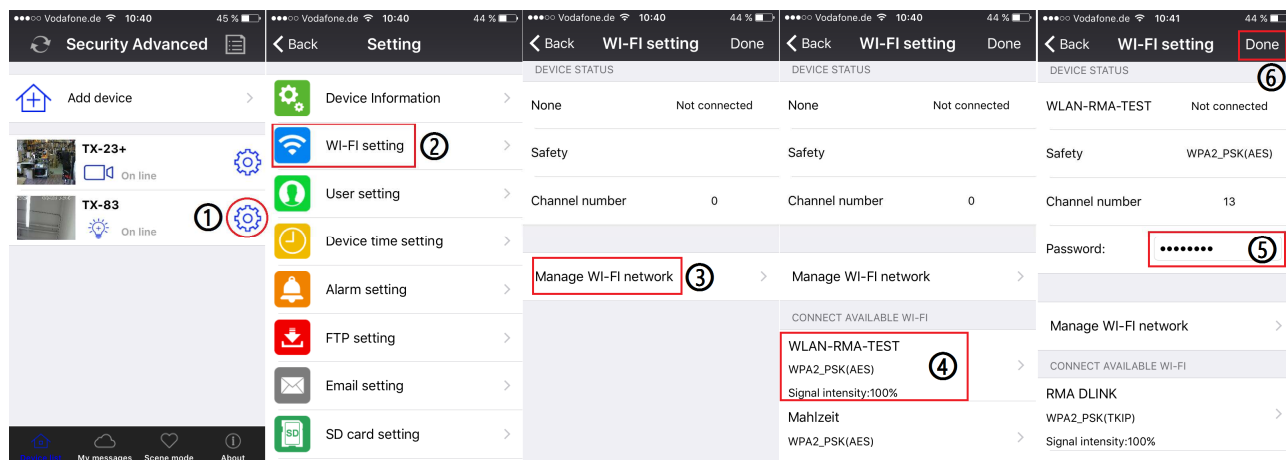 Vodafone.de 10:40 45 %
Security Advanced
Add device
TX-23+
On line
TX-83
On line
①
My messages Scene mode About
Vodafone.de 10:40 44 %
Back Setting
Device Information
WI-FI setting ②
User setting
Device time setting
Alarm setting
FTP setting
Email setting
SD
SD card setting
Vodafone.de 10:40 44 %
Back WI-FI setting Done
DEVICE STATUS
None Not connected
Safety
Channel number 0
Manage WI-FI network ③
Vodafone.de 10:40 44 %
Back WI-FI setting Done
DEVICE STATUS
None Not connected
Safety
Channel number 0
Manage WI-FI network
CONNECT AVAILABLE WI-FI
WLAN-RMA-TEST
WPA2_PSK(AES) ④
Signal intensity:100%
Mahlzeit
WPA2_PSK(AES)
Vodafone.de 10:41 44 %
Back WI-FI setting Done
DEVICE STATUS ⑥
WLAN-RMA-TEST Not connected
Safety WPA2_PSK(AES)
Channel number 13
Password: •••••••• ⑤
Manage WI-FI network
CONNECT AVAILABLE WI-FI
RMA DLINK
WPA2_PSK(TKIP)
Signal intensity:100%